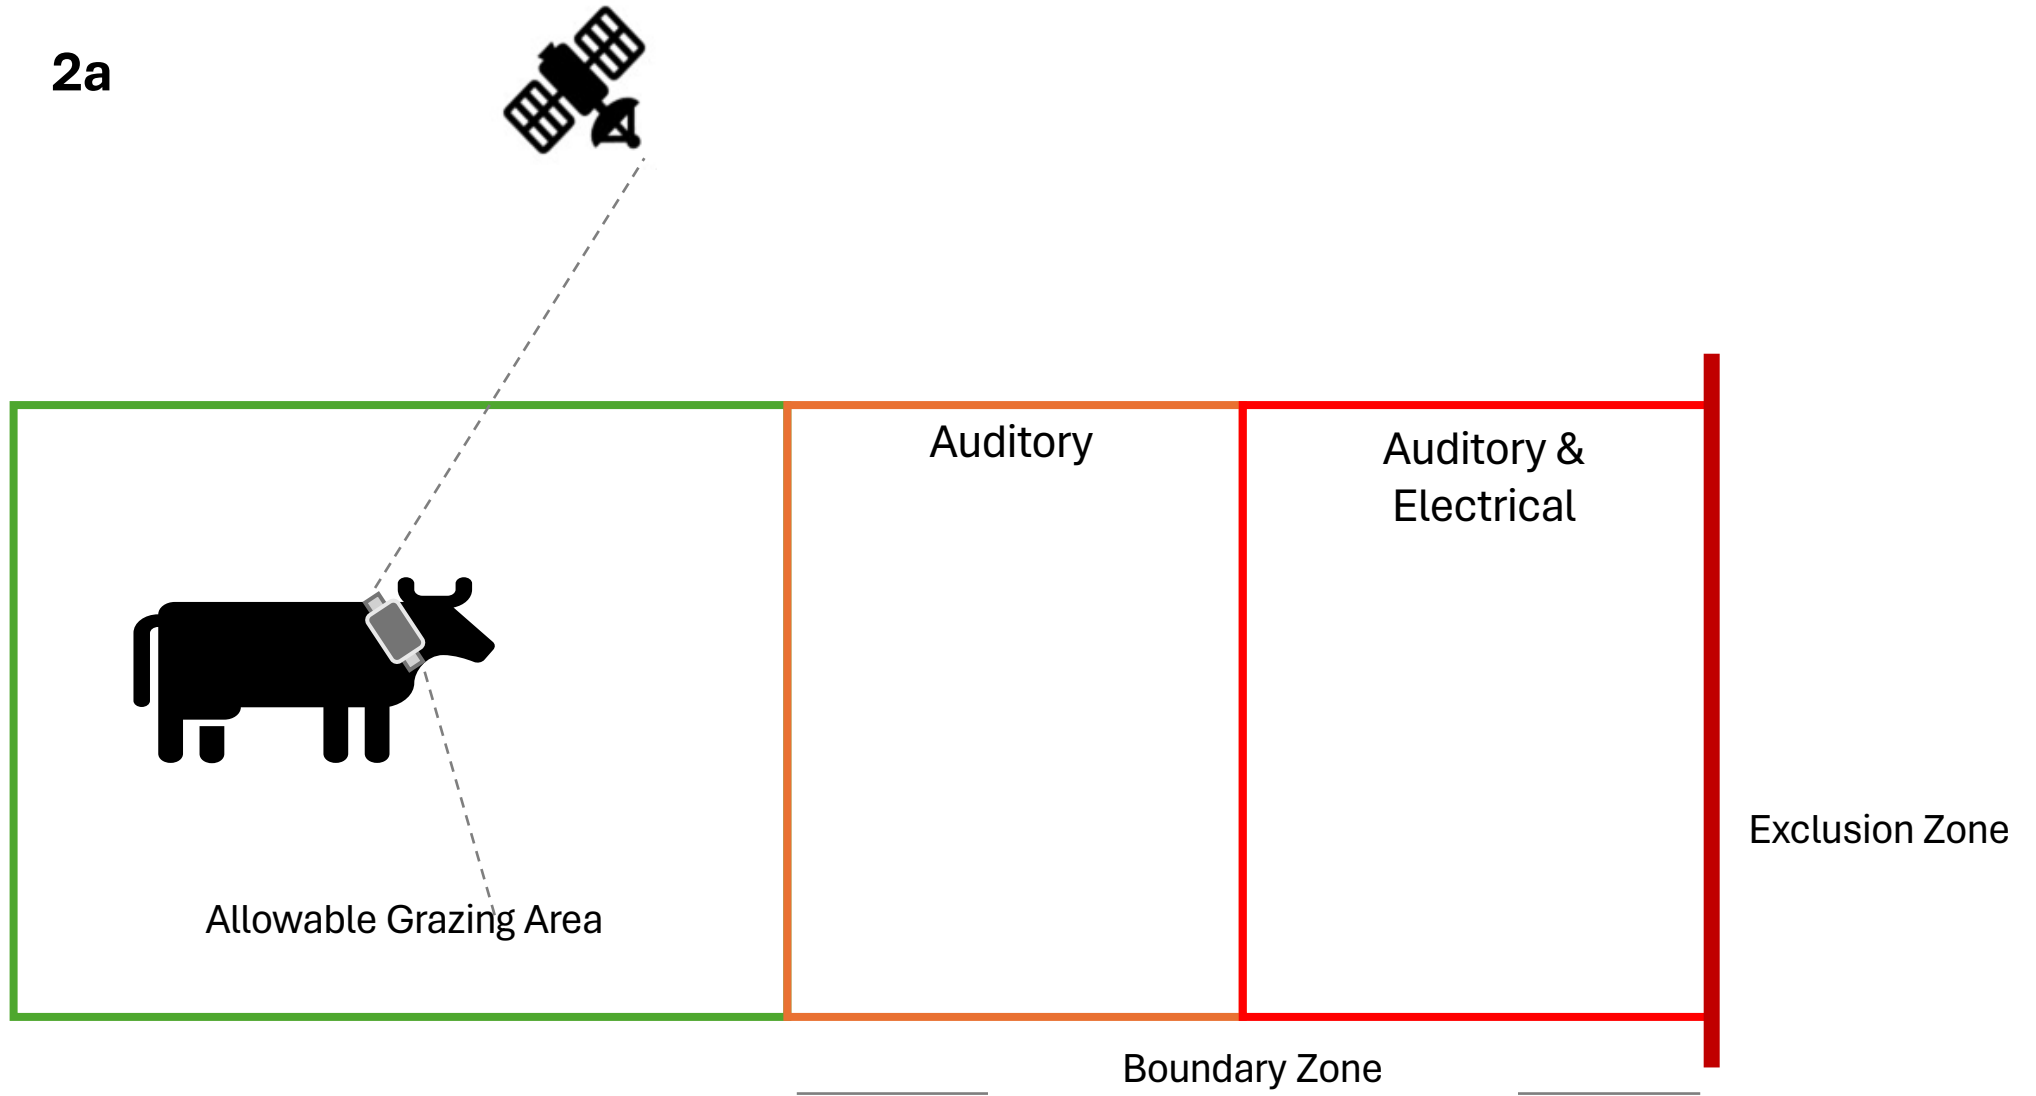 2a
Auditory
Auditory &
Electrical
Exclusion Zone
Allowable Grazing Area
Boundary Zone